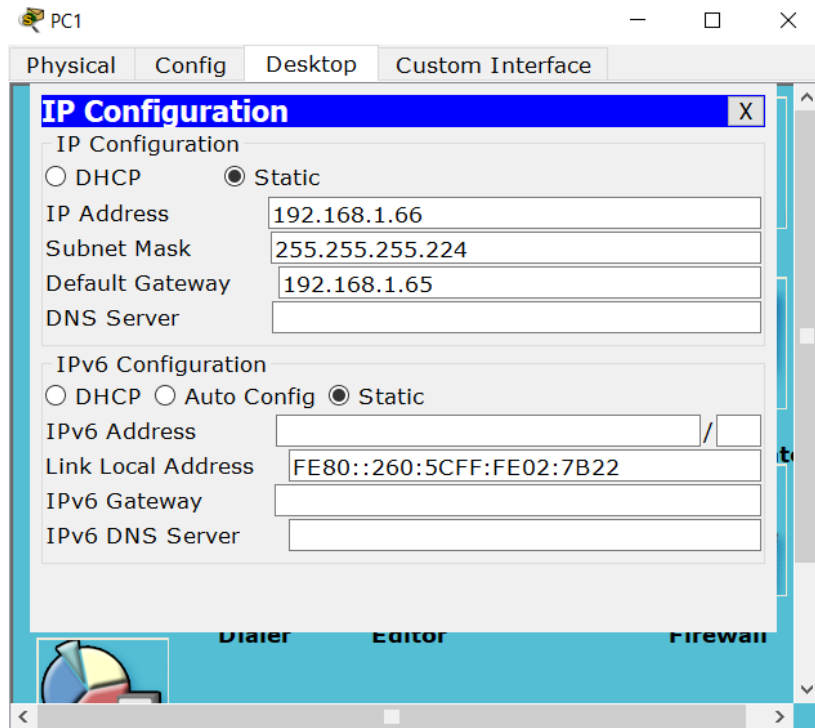 PC1
Physical Config Desktop Custom Interface
IP Configuration X
IP Configuration
DHCP Static
IP Address 192.168.1.66
Subnet Mask 255.255.255.224
Default Gateway 192.168.1.65
DNS Server
IPv6 Configuration
DHCP Auto Config Static
IPv6 Address /
Link Local Address FE80::260:5CFF:FE02:7B22
IPv6 Gateway
IPv6 DNS Server
Dialer Editor Firewall